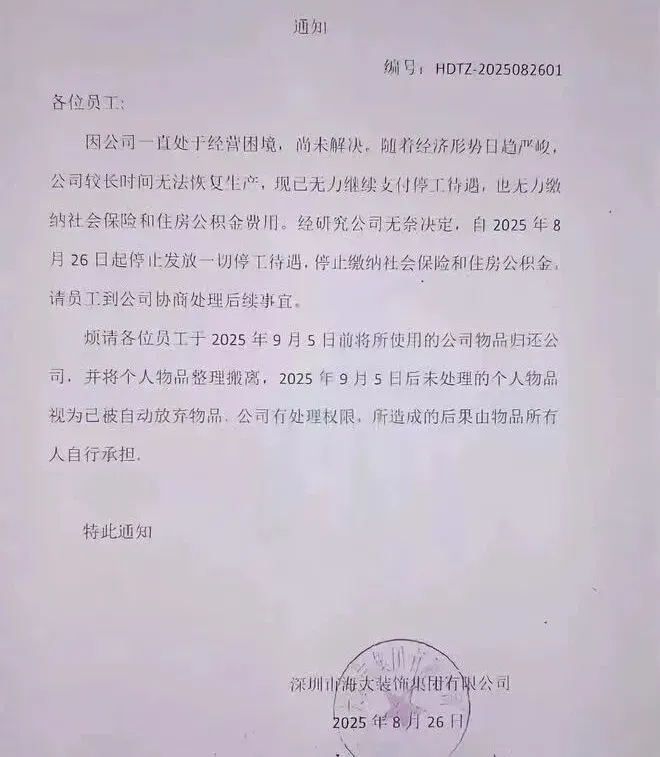 通知
编号：HDTZ-2025082601
各位员工:
因公司一直处于经营困境，尚未解决。随着经济形势日趋严峻，
公司较长时间无法恢复生产，现已无力继续支付停工待遇，也无力缴
纳社会保险和住房公积金费用。经研究公司无奈决定，自 2025 年 8
月 26 日起停止发放一切停工待遇，停止缴纳社会保险和住房公积金，
请员工到公司协商处理后续事宜。
烦请各位员工于 2025 年 9 月 5 日前将所使用的公司物品归还公
司，并将个人物品整理搬离，2025 年 9 月 5 日后未处理的个人物品
视为已被自动放弃物品，公司有处理权限，所造成的后果由物品所有
人自行承担.
特此通知
深圳市海大装饰集团有限公司
2025 年 8 月 26 日